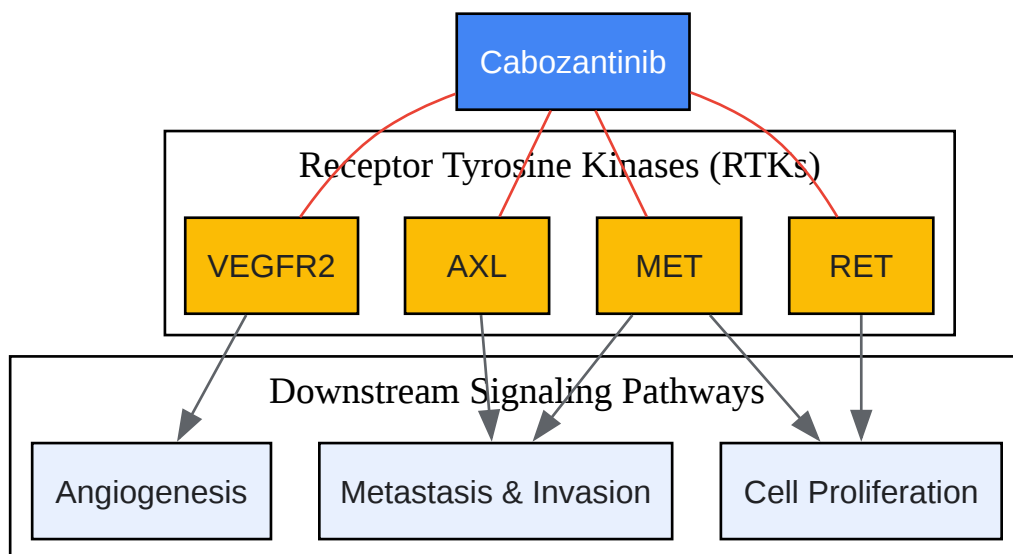 Cabozantinib
Receptor Tyrosine Kinases (RTKs)
VEGFR2
AXL
MET
RET
Downstream Signaling Pathways
Angiogenesis
Metastasis & Invasion
Cell Proliferation